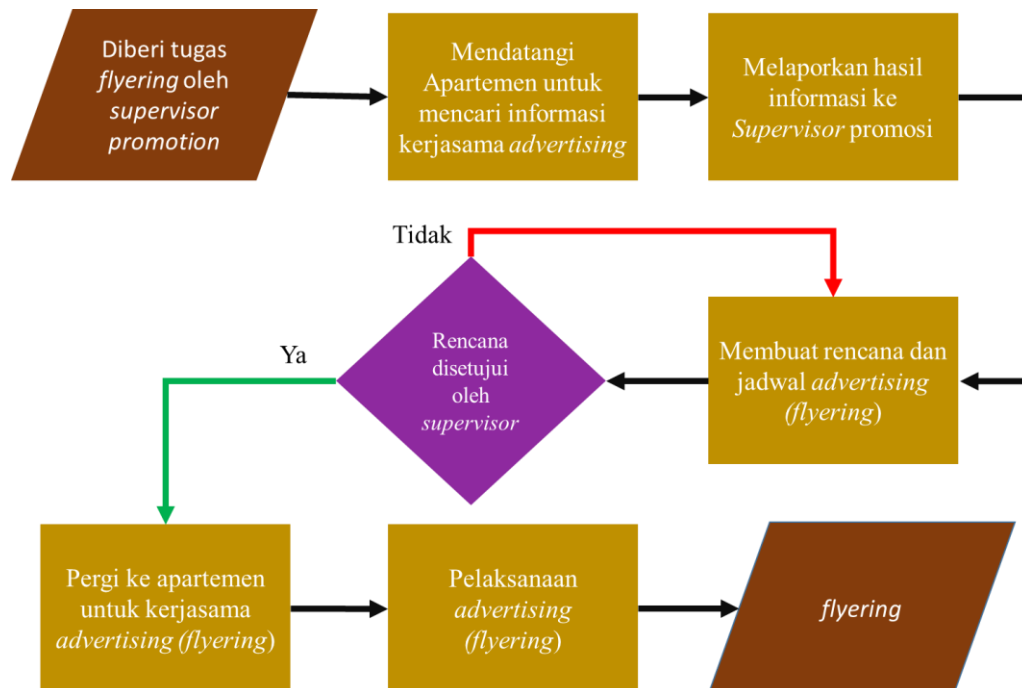 Diberi tugas
flyering oleh
supervisor
promotion
Mendatangi
Apartemen untuk
mencari informasi
kerjasama advertising
Melaporkan hasil
informasi ke
Supervisor promosi
Tidak
Ya
Rencana
disetujui
oleh
supervisor
Membuat rencana dan
jadwal advertising
(flyering)
Pergi ke apartemen
untuk kerjasama
advertising (flyering)
Pelaksanaan
advertising
(flyering)
flyering